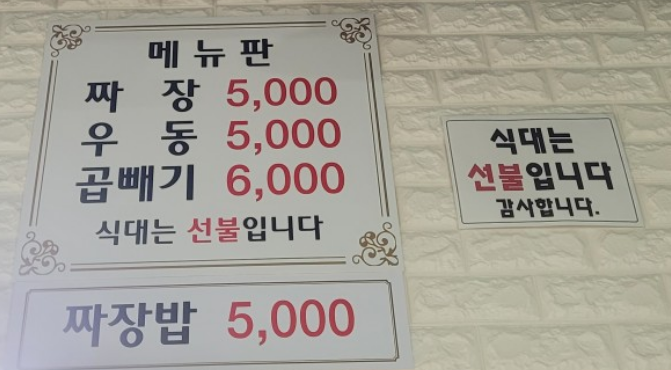 메뉴판
짜 장 5,000
우 동 5,000
곱빼기 6,000
식대는 선불입니다
짜장밥 5,000
식대는
선불입니다
감사합니다.